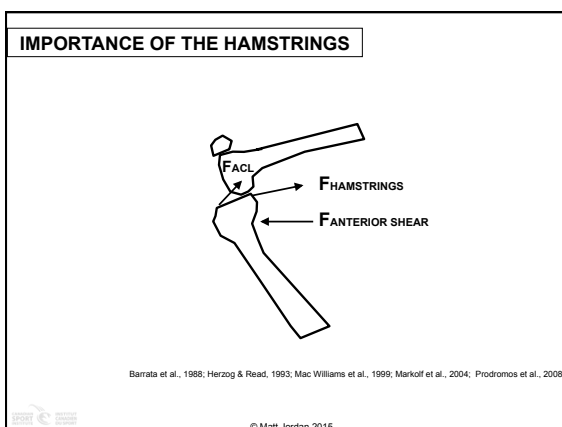 IMPORTANCE OF THE HAMSTRINGS
FACL
FHAMSTRINGS
FANTERIOR SHEAR
Barrata et al., 1988; Herzog & Read, 1993; Mac Williams et al., 1999; Markolf et al., 2004; Prodromos et al., 2008
© Matt Jordan 2015